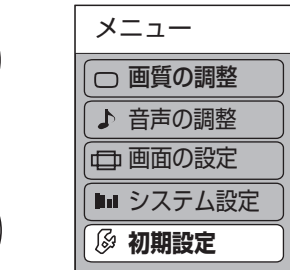 メニュー
画質の調整
音声の調整
画面の設定
システム設定
初期設定